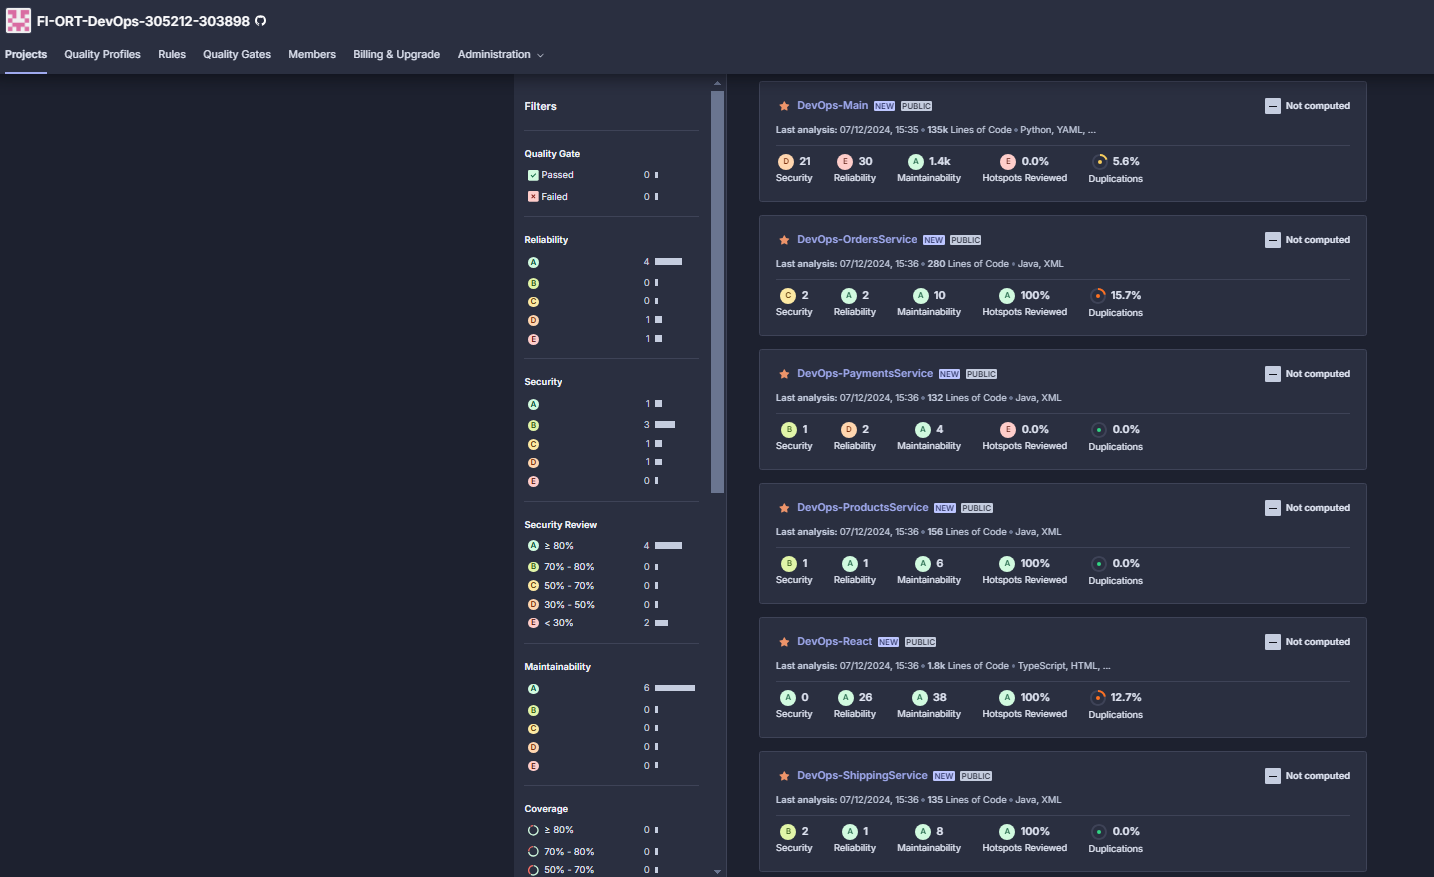 FI-ORT-DevOps-305212-303898
Projects Quality Profiles Rules Quality Gates Members Billing & Upgrade Administration
Filters
Quality Gate
Passed 0
Failed 0
Reliability
A 4
B 0
C 0
D 1
E 1
Security
A 1
B 3
C 1
D 1
E 0
Security Review
A ≥ 80% 4
B 70% - 80% 0
C 50% - 70% 0
D 30% - 50% 0
E < 30% 2
Maintainability
A 6
B 0
C 0
D 0
E 0
Coverage
≥ 80% 0
70% - 80% 0
50% - 70% 0
DevOps-Main NEW PUBLIC Not computed
Last analysis: 07/12/2024, 15:35 • 135k Lines of Code • Python, YAML, ...
D 21 E 30 A 1.4k E 0.0% 5.6%
Security Reliability Maintainability Hotspots Reviewed Duplications
DevOps-OrdersService NEW PUBLIC Not computed
Last analysis: 07/12/2024, 15:36 • 280 Lines of Code • Java, XML
C 2 A 2 A 10 A 100% 15.7%
Security Reliability Maintainability Hotspots Reviewed Duplications
DevOps-PaymentsService NEW PUBLIC Not computed
Last analysis: 07/12/2024, 15:36 • 132 Lines of Code • Java, XML
B 1 D 2 A 4 E 0.0% 0.0%
Security Reliability Maintainability Hotspots Reviewed Duplications
DevOps-ProductsService NEW PUBLIC Not computed
Last analysis: 07/12/2024, 15:36 • 156 Lines of Code • Java, XML
B 1 A 1 A 6 A 100% 0.0%
Security Reliability Maintainability Hotspots Reviewed Duplications
DevOps-React NEW PUBLIC Not computed
Last analysis: 07/12/2024, 15:36 • 1.8k Lines of Code • TypeScript, HTML, ...
A 0 A 26 A 38 A 100% 12.7%
Security Reliability Maintainability Hotspots Reviewed Duplications
DevOps-ShippingService NEW PUBLIC Not computed
Last analysis: 07/12/2024, 15:36 • 135 Lines of Code • Java, XML
B 2 A 1 A 8 A 100% 0.0%
Security Reliability Maintainability Hotspots Reviewed Duplications